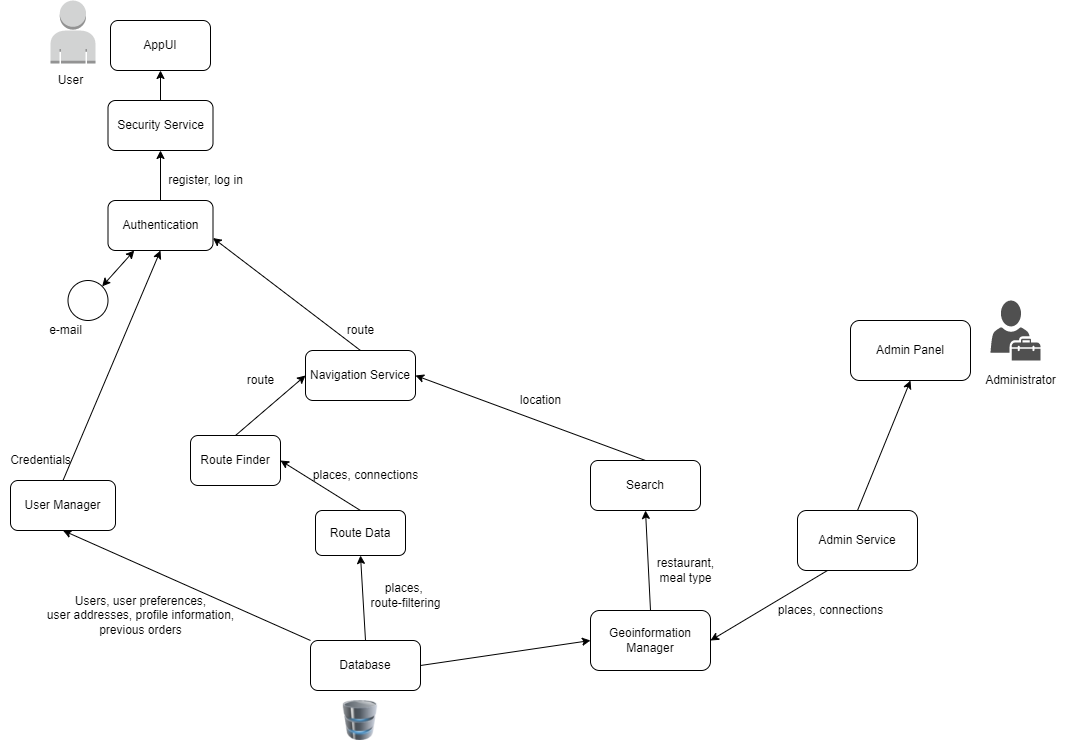 AppUI
User
Security Service
register, log in
Authentication
e-mail
route
Navigation Service
route
location
Admin Panel
Administrator
Credentials
Route Finder
places, connections
Search
User Manager
Route Data
Admin Service
restaurant,
meal type
places,
route-filtering
Users, user preferences,
user addresses, profile information,
previous orders
places, connections
Geoinformation
Manager
Database